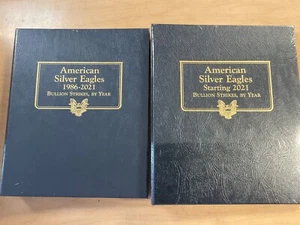 American
Silver Eagles
1986-2021
Bullion Strikes, by Year
American
Silver Eagles
Starting 2021
Bullion Strikes, by Year